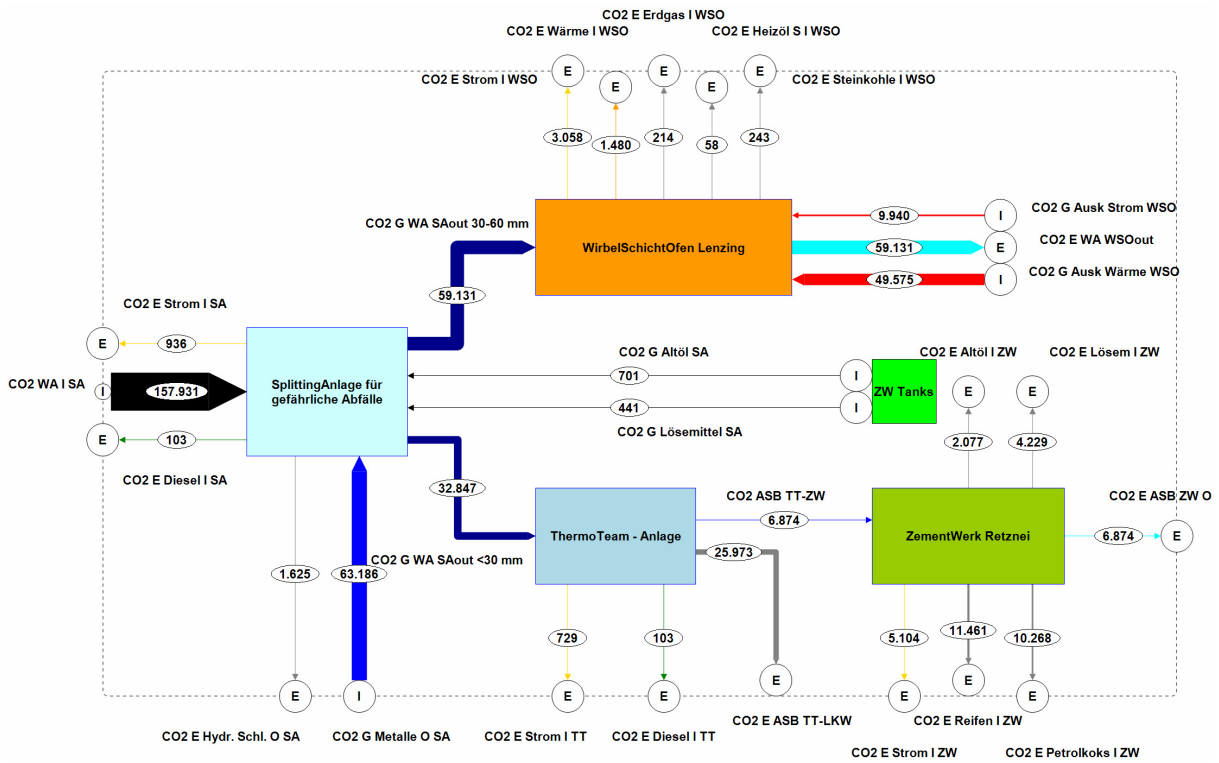 CO2 E Erdgas I WSO
CO2 E Wärme I WSO
CO2 E Heizöl S I WSO
CO2 E Strom I WSO
E
E
E
E
E
CO2 E Steinkohle I WSO
3.058
1.480
214
58
243
CO2 G WA SAout 30-60 mm
WirbelSchichtOfen Lenzing
9.940
I
CO2 G Ausk Strom WSO
59.131
E
CO2 E WA WSOout
49.575
I
CO2 G Ausk Wärme WSO
59.131
CO2 E Strom I SA
E
936
CO2 WA I SA
I
157.931
SplittingAnlage für
gefährliche Abfälle
E
103
CO2 E Diesel I SA
CO2 G Altöl SA
701
I
441
I
CO2 G Lösemittel SA
ZW Tanks
CO2 E Altöl I ZW
CO2 E Lösem I ZW
E
E
2.077
4.229
32.847
CO2 G WA SAout <30 mm
ThermoTeam - Anlage
CO2 ASB TT-ZW
6.874
25.973
ZementWerk Retznei
CO2 E ASB ZW O
6.874
E
1.625
63.186
729
103
5.104
11.461
10.268
E
I
E
E
E
E
E
E
CO2 E Hydr. Schl. O SA
CO2 G Metalle O SA
CO2 E Strom I TT
CO2 E Diesel I TT
CO2 E ASB TT-LKW
CO2 E Reifen I ZW
CO2 E Strom I ZW
CO2 E Petrolkoks I ZW